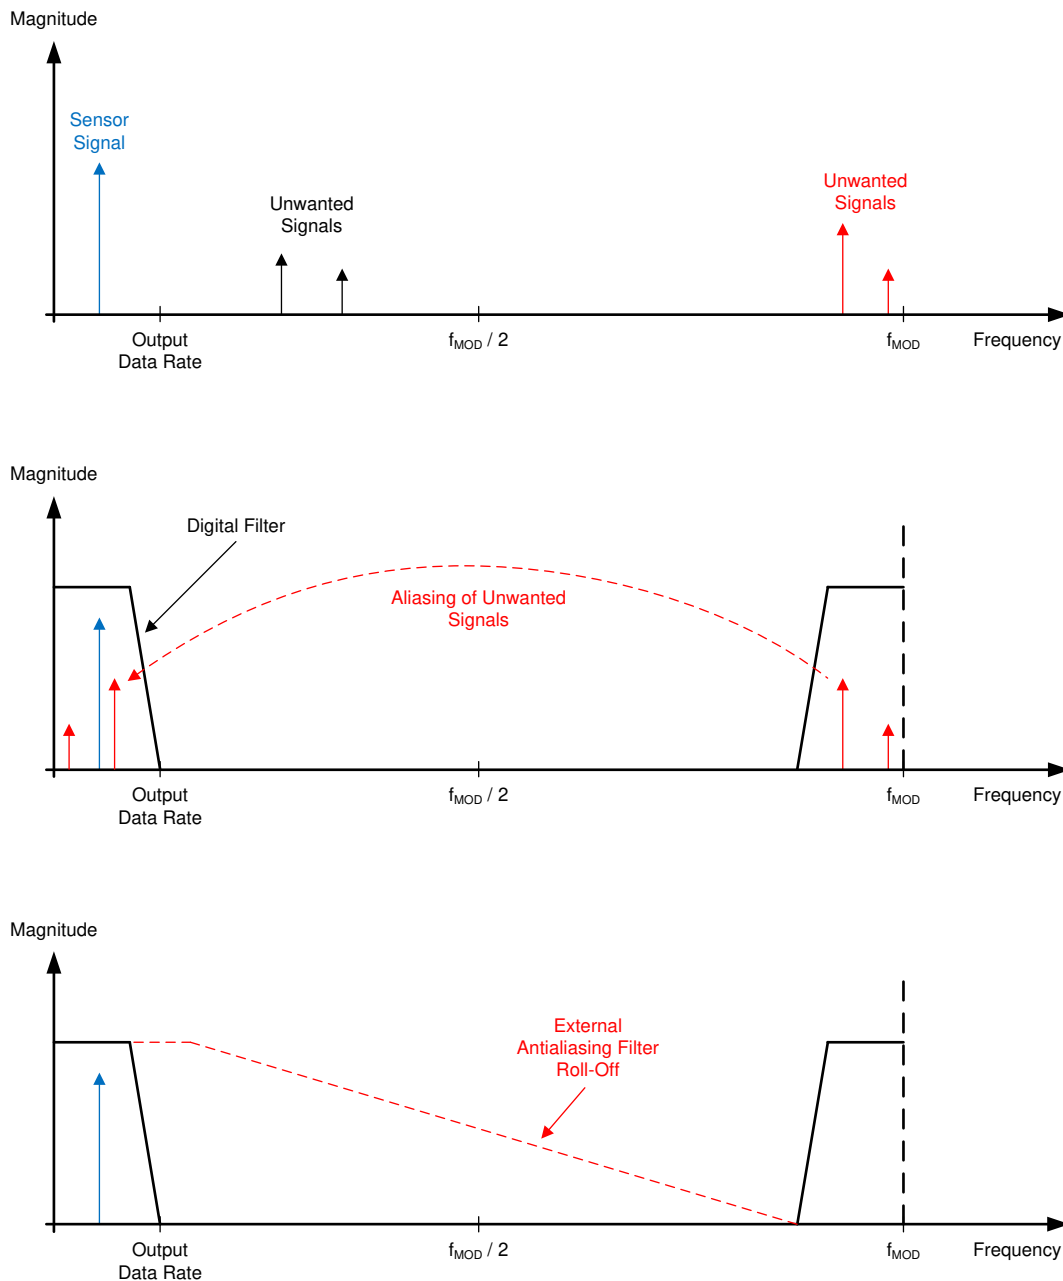 Magnitude
Sensor
Signal
Unwanted
Signals
Unwanted
Signals
Output
Data Rate
fMOD / 2
fMOD
Frequency
Magnitude
Digital Filter
Aliasing of Unwanted
Signals
Output
Data Rate
fMOD / 2
fMOD
Frequency
Magnitude
External
Antialiasing Filter
Roll-Off
Output
Data Rate
fMOD / 2
fMOD
Frequency